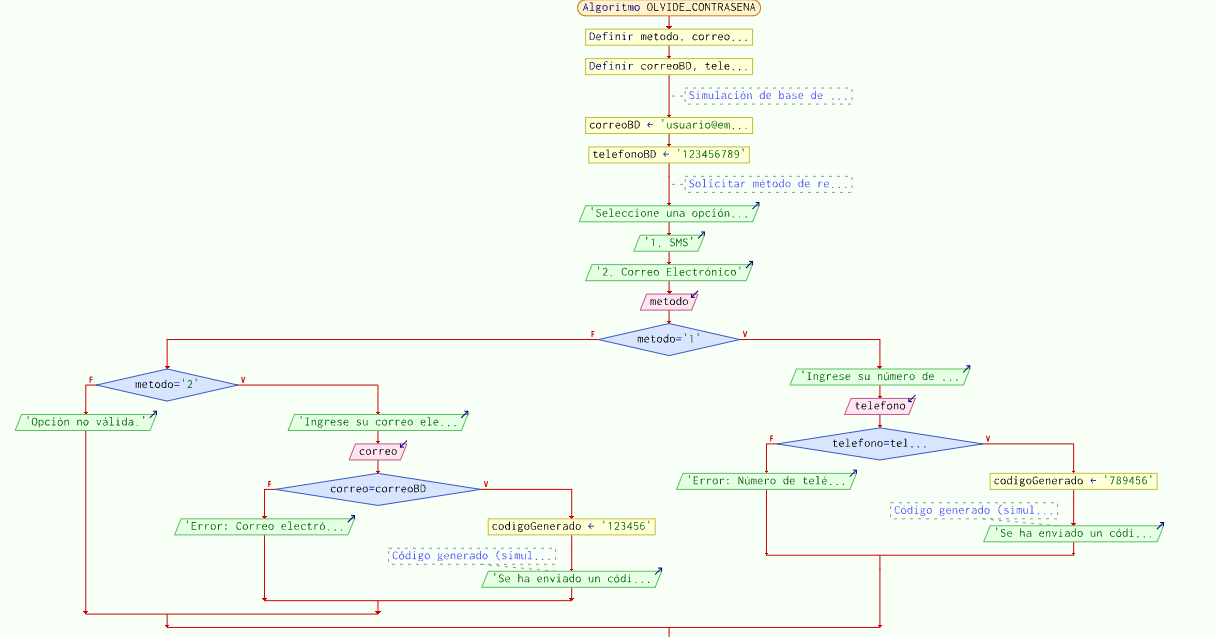 Algoritmo OLVIDE_CONTRASENA
Definir metodo, correo...
Definir correoBD, tele...
Simulación de base de ...
correoBD ← 'usuario@em...
telefonoBD ← '123456789'
Solicitar método de re...
'Seleccione una opción...
'1. SMS'
'2. Correo Electrónico'
metodo
F
metodo='1'
V
F
metodo='2'
V
'Opción no válida.'
'Ingrese su correo ele...
correo
F
correo=correoBD
V
'Error: Correo electró...
codigoGenerado ← '123456'
Código generado (simul...
'Se ha enviado un códi...
'Ingrese su número de ...
telefono
F
telefono=tel...
V
'Error: Número de telé...
codigoGenerado ← '789456'
Código generado (simul...
'Se ha enviado un códi...